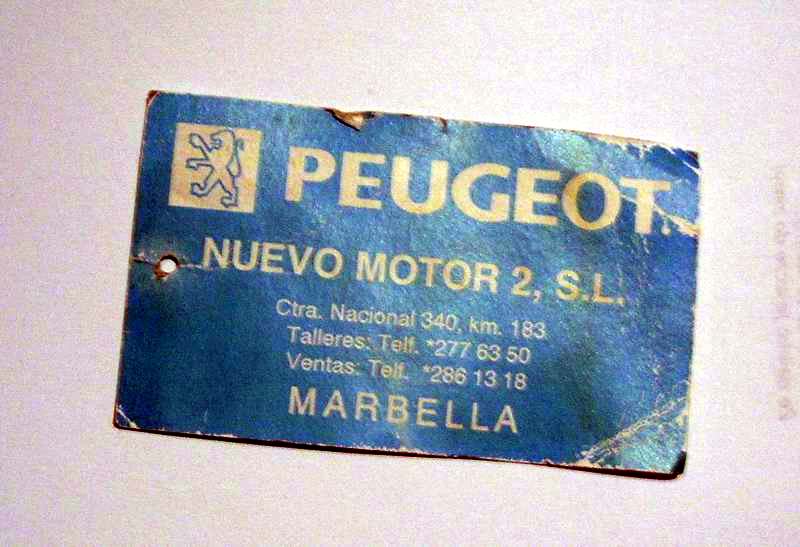 PEUGEOT
NUEVO MOTOR 2, S.L.
Ctra. Nacional 340, km. 183
Talleres: Telf. *277 63 50
Ventas: Telf. *286 13 18
MARBELLA